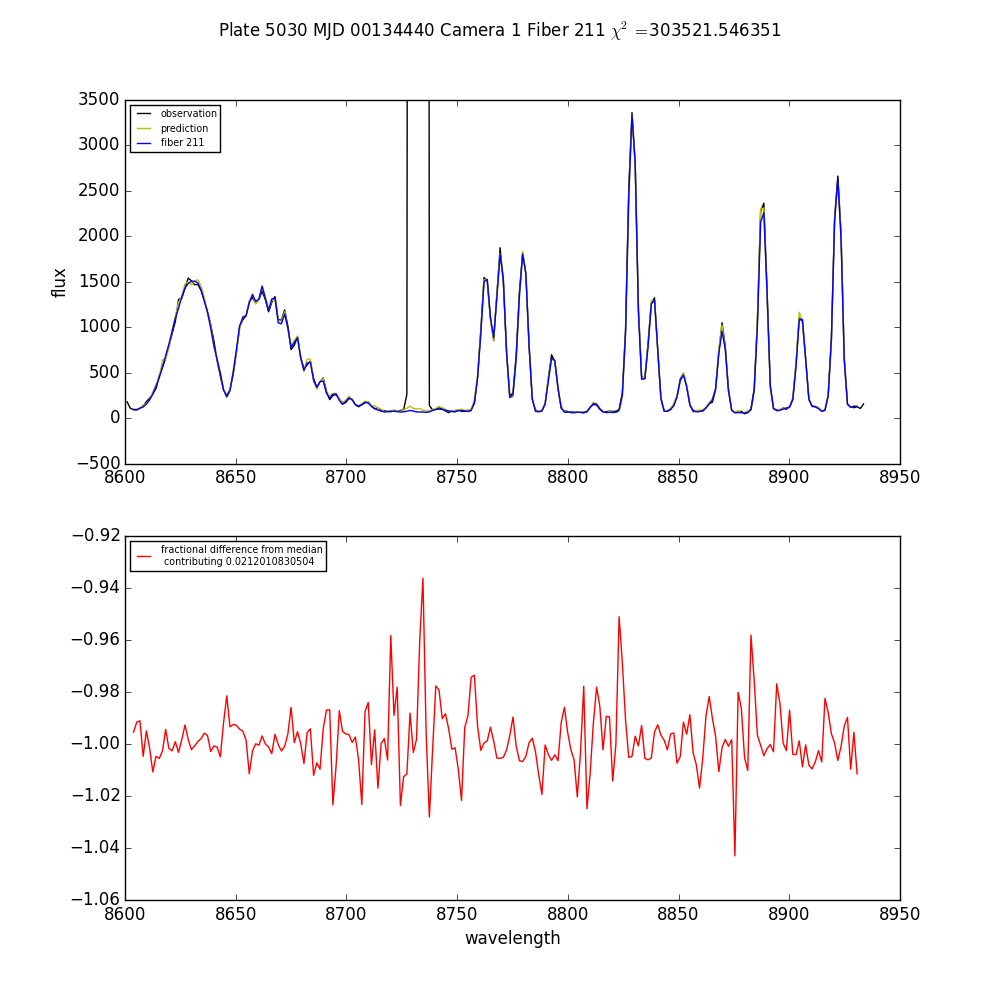 Plate 5030 MJD 00134440 Camera 1 Fiber 211 χ² =303521.546351
3500
3000
2500
2000
1500
1000
500
0
−500
flux
observation
prediction
fiber 211
8600 8650 8700 8750 8800 8850 8900 8950
−0.92
−0.94
−0.96
−0.98
−1.00
−1.02
−1.04
−1.06
fractional difference from median
contributing 0.0212010830504
8600 8650 8700 8750 8800 8850 8900 8950
wavelength